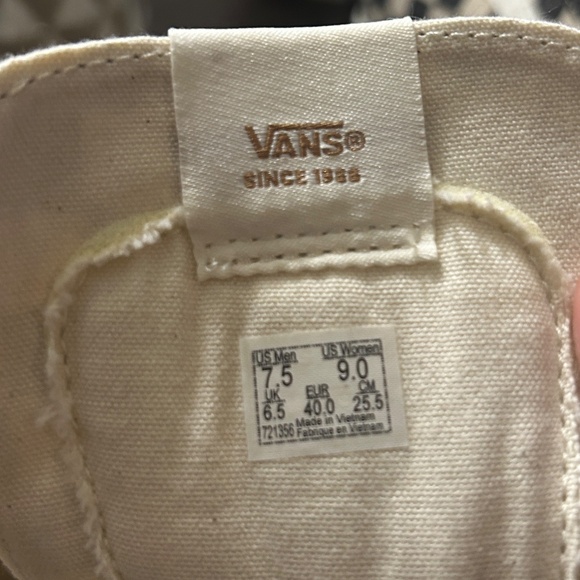 VANS®
SINCE 1966
US Men US Women
7.5 9.0
UK EUR CM
6.5 40.0 25.5
Made in Vietnam
721356 Fabrique en Vietnam